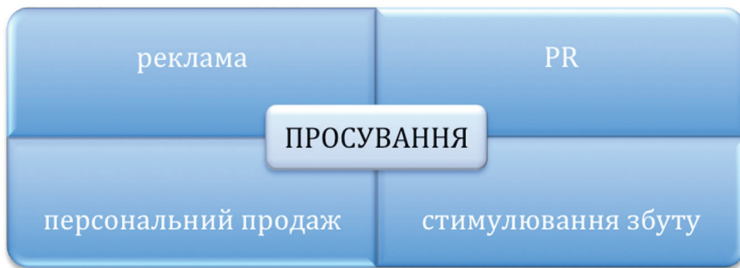 реклама
PR
ПРОСУВАННЯ
персональний продаж
стимулювання збуту